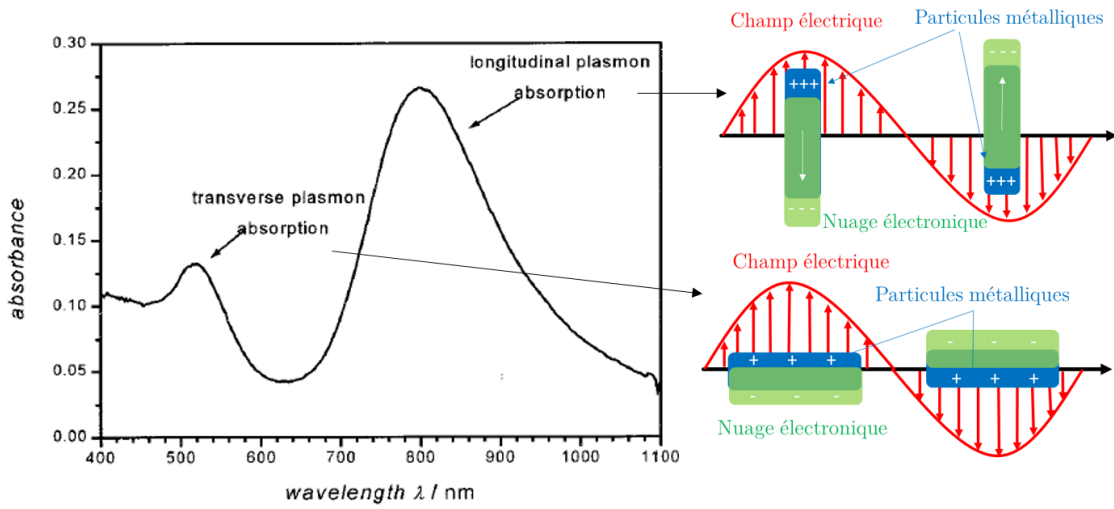 0.30
0.25
0.20
0.15
0.10
0.05
0.00
absorbance
400 500 600 700 800 900 1000 1100
wavelength λ / nm
longitudinal plasmon
absorption
transverse plasmon
absorption
Champ électrique
Particules métalliques
+++
- - -
- - -
+++
Nuage électronique
Champ électrique
Particules métalliques
+ + +
- - -
- - -
+ + +
Nuage électronique